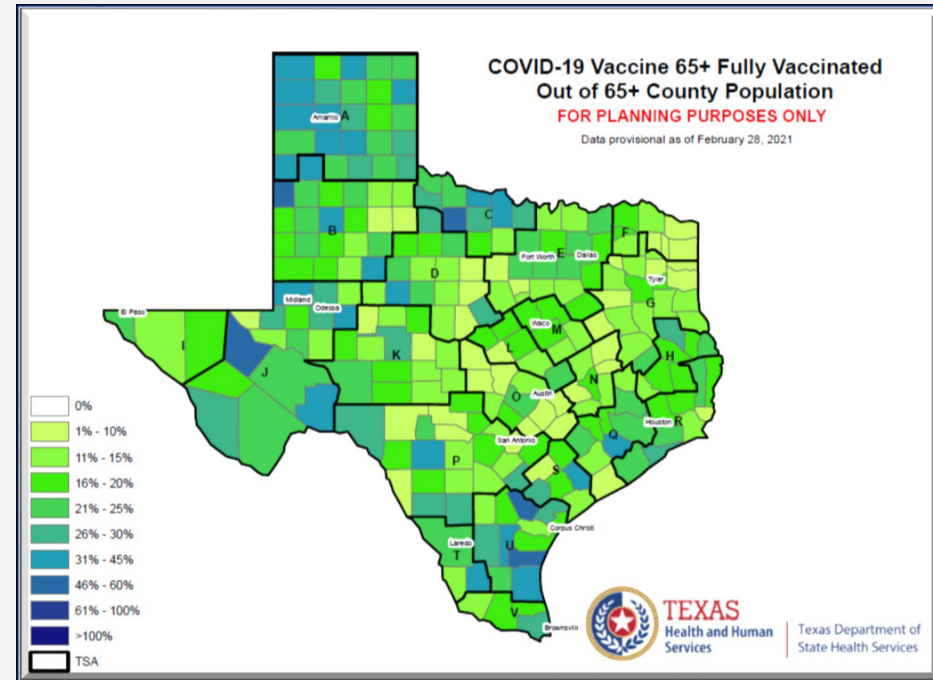 COVID-19 Vaccine 65+ Fully Vaccinated
Out of 65+ County Population
FOR PLANNING PURPOSES ONLY
Data provisional as of February 28, 2021
Amarillo A
B
C
D
Fort Worth E Dallas
F
Tyler
G
Midland
Odessa
El Paso
I
J
K
Waco
M
L
H
N
O Austin
Houston R
Q
San Antonio
P
S
Corpus Christi
Laredo
U
T
V
Brownsvill
0%
1% - 10%
11% - 15%
16% - 20%
21% - 25%
26% - 30%
31% - 45%
46% - 60%
61% - 100%
>100%
TSA
TEXAS
Health and Human
Services
Texas Department of
State Health Services